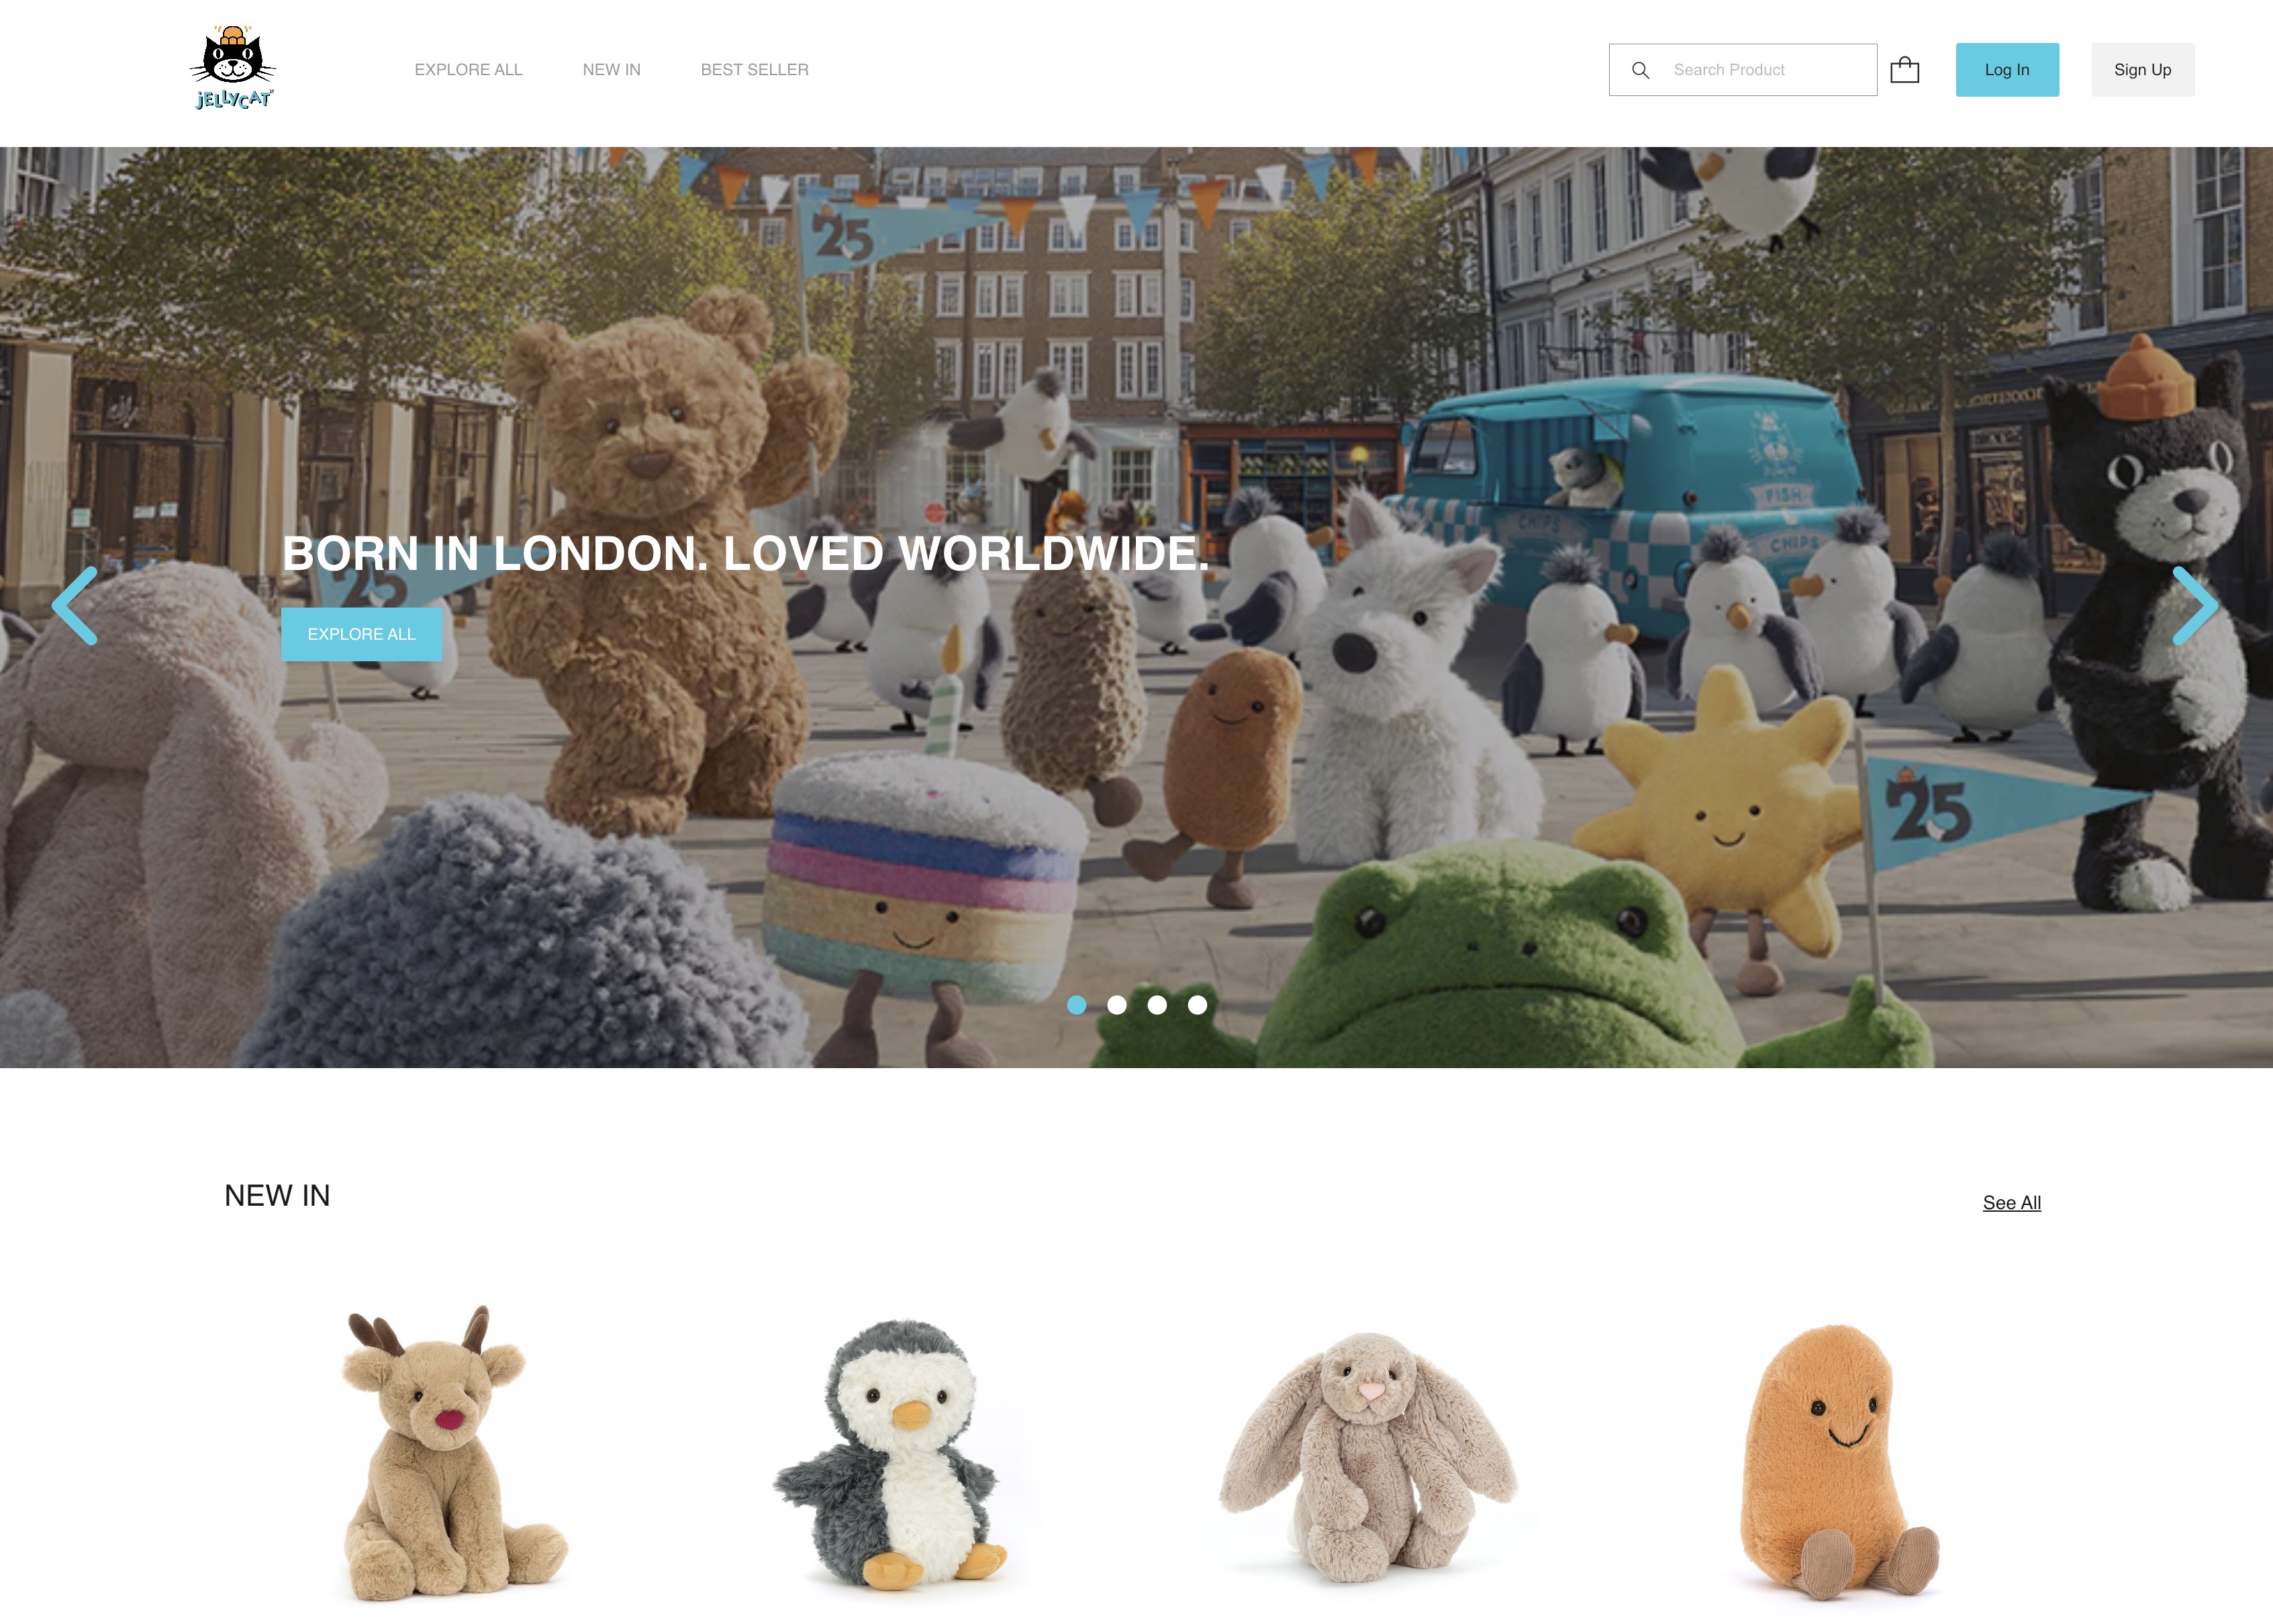 jELLYCAT
EXPLORE ALL
NEW IN
BEST SELLER
Search Product
Log In
Sign Up
25
FISH
CHIPS
CHIPS
BORN IN LONDON. LOVED WORLDWIDE.
25
EXPLORE ALL
25
NEW IN
See All